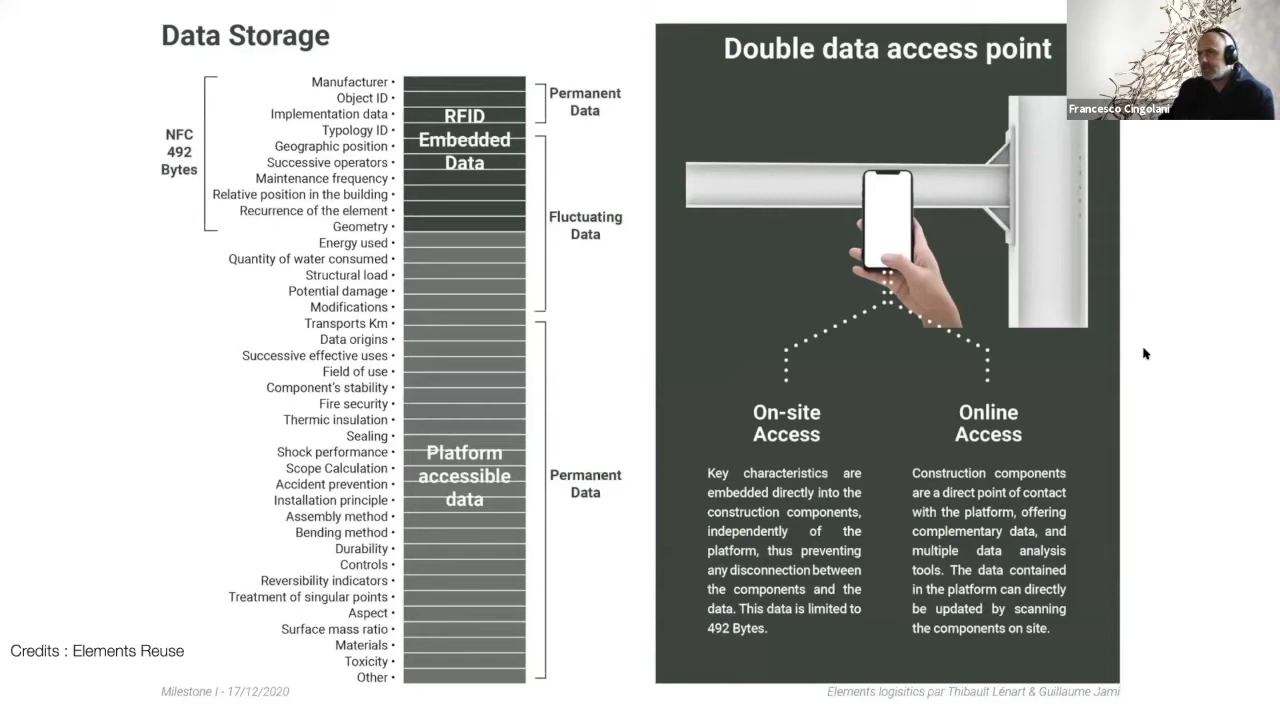 Data Storage
NFC
492
Bytes
Manufacturer •
Object ID •
Implementation data •
Typology ID •
Geographic position •
Successive operators •
Maintenance frequency •
Relative position in the building •
Recurrence of the element •
Geometry •
Energy used •
Quantity of water consumed •
Structural load •
Potential damage •
Modifications •
Transports Km •
Data origins •
Successive effective uses •
Field of use •
Component's stability •
Fire security •
Thermic insulation •
Sealing •
Shock performance •
Scope Calculation •
Accident prevention •
Installation principle •
Assembly method •
Bending method •
Durability •
Controls •
Reversibility indicators •
Treatment of singular points •
Aspect •
Surface mass ratio •
Materials •
Toxicity •
Other •
RFID
Embedded
Data
Platform
accessible
data
Permanent
Data
Fluctuating
Data
Permanent
Data
Double data access point
On-site
Access
Key characteristics are
embedded directly into the
construction components,
independently of the
platform, thus preventing
any disconnection between
the components and the
data. This data is limited to
492 Bytes.
Online
Access
Construction components
are a direct point of contact
with the platform, offering
complementary data, and
multiple data analysis
tools. The data contained
in the platform can directly
be updated by scanning
the components on site.
Francesco Cingolani
Credits : Elements Reuse
Milestone I - 17/12/2020
Elements logisitics par Thibault Lénart & Guillaume Jami